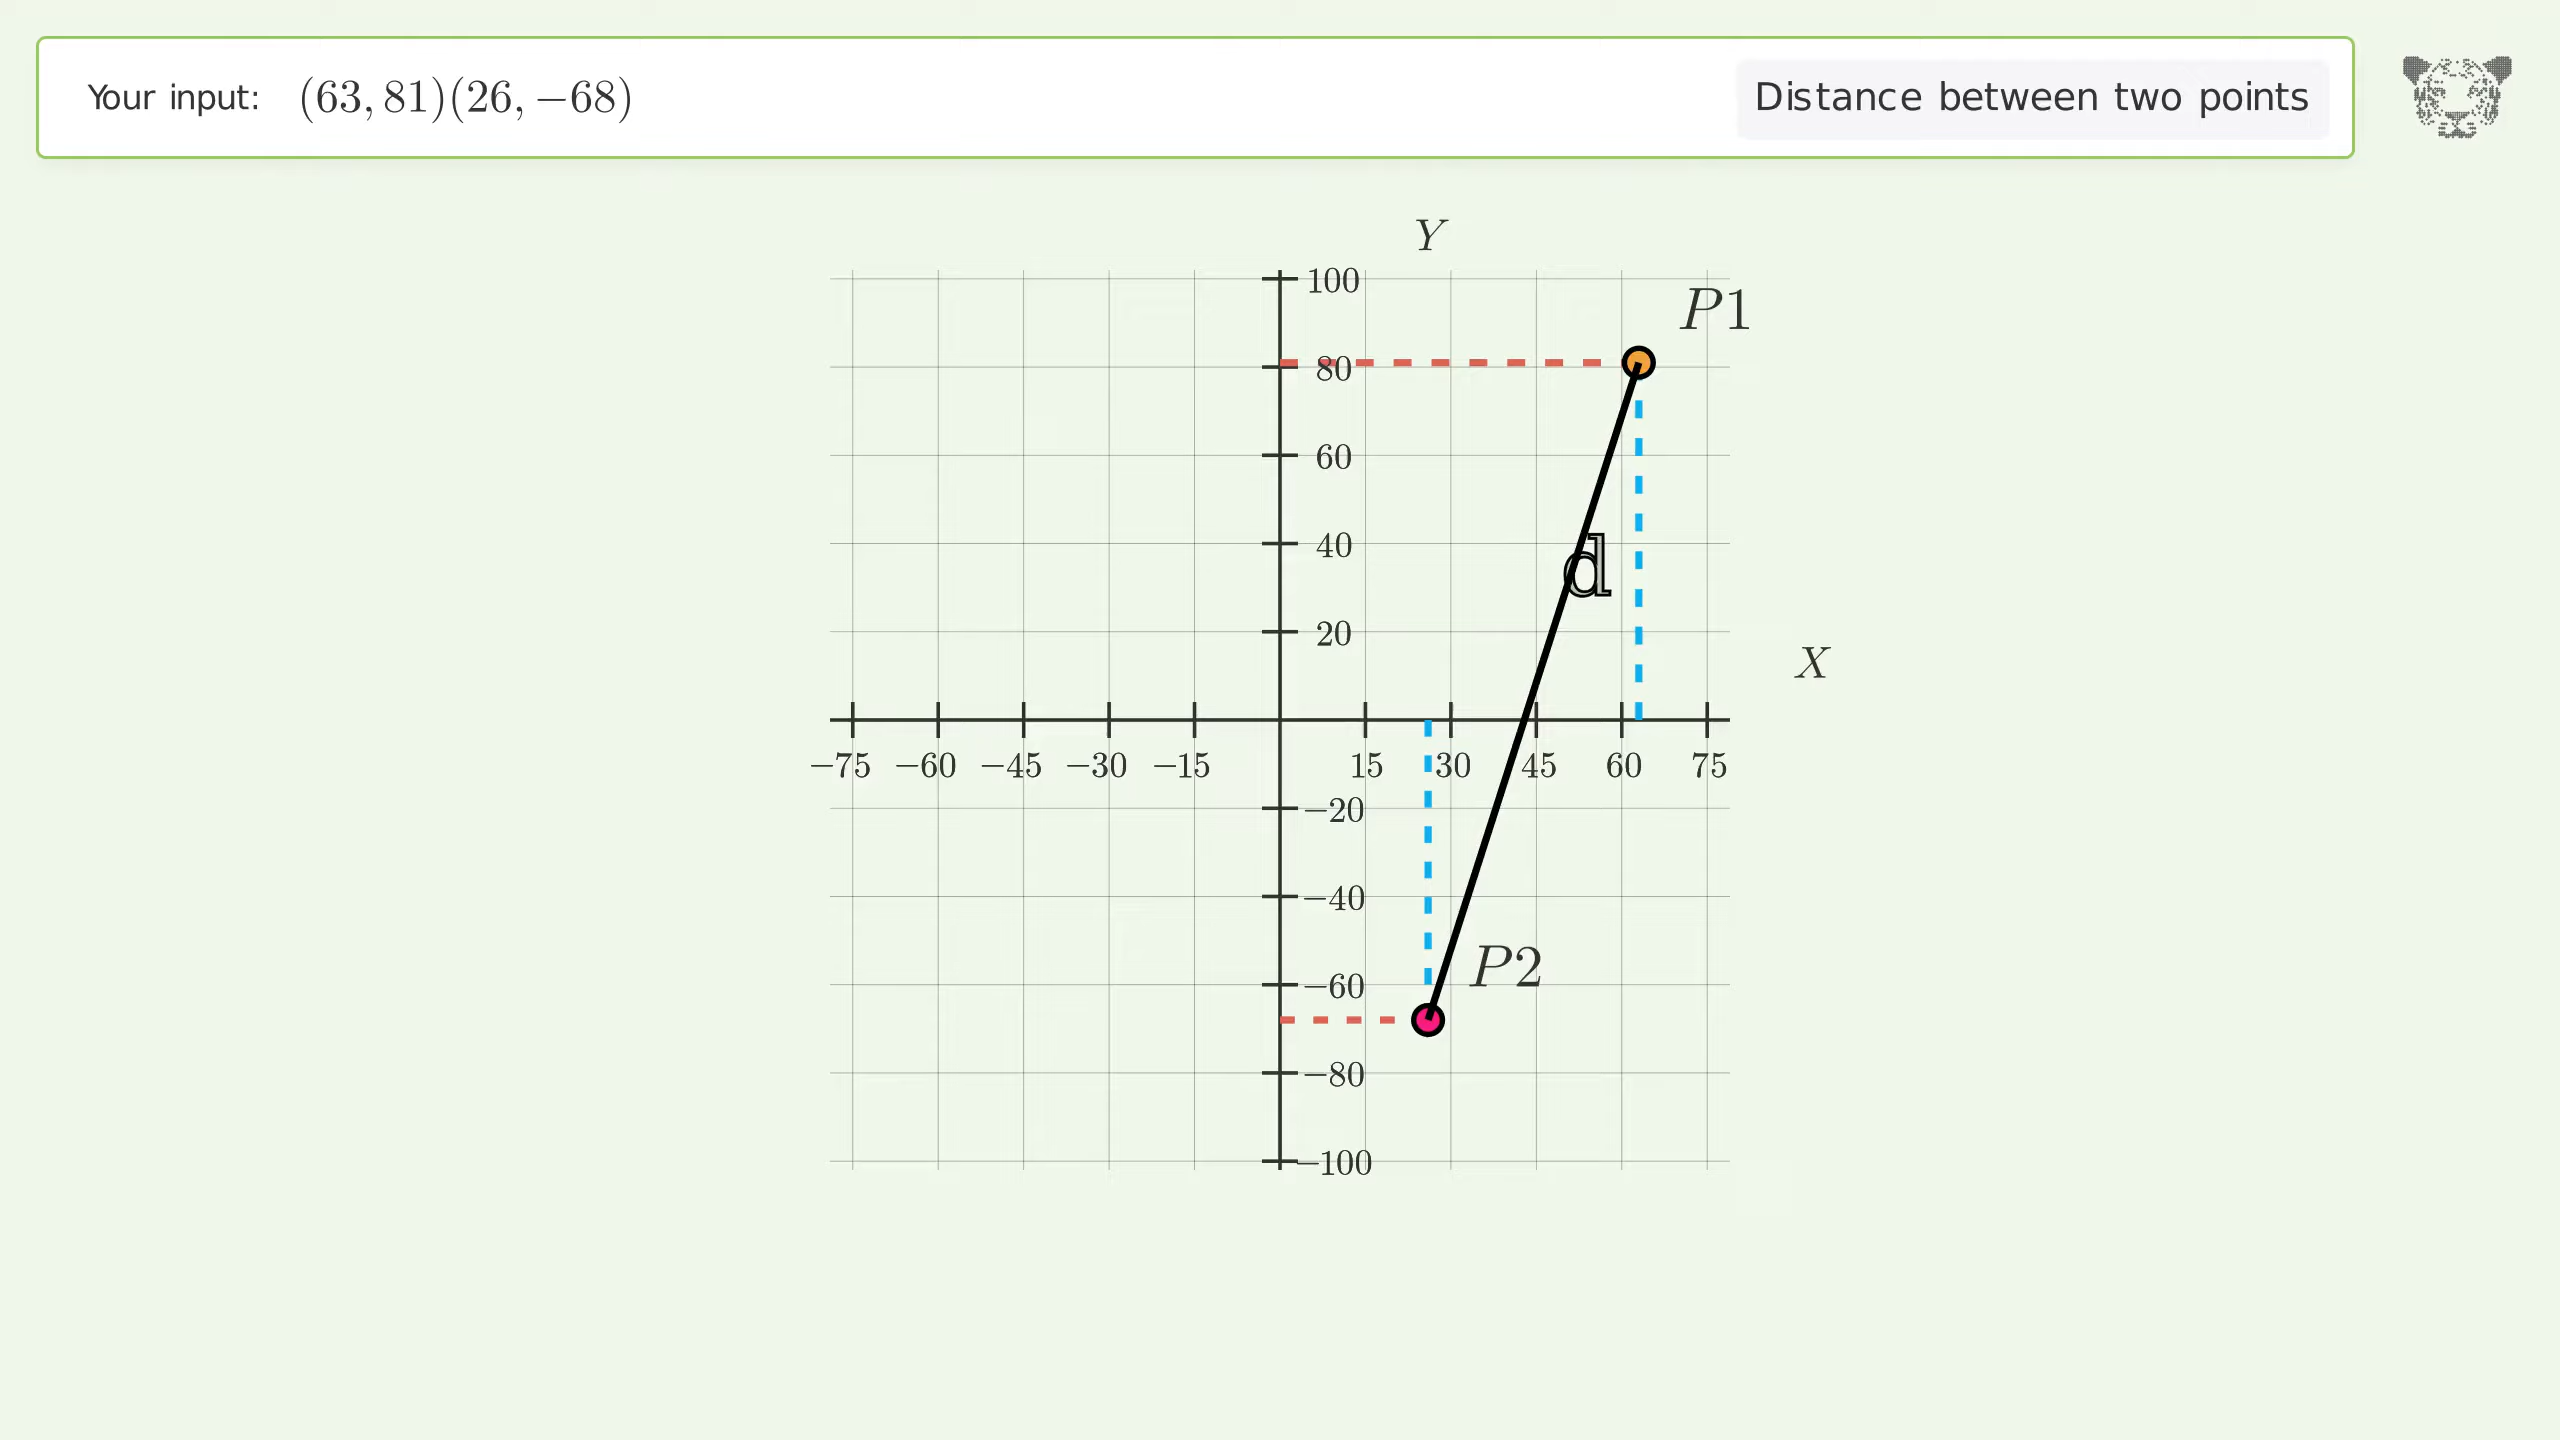 Your input: (63, 81)(26, −68)
Distance between two points
Y
100
P1
80
60
40
d
20
X
−75 −60 −45 −30 −15 15 30 45 60 75
−20
−40
P2
−60
−80
−100